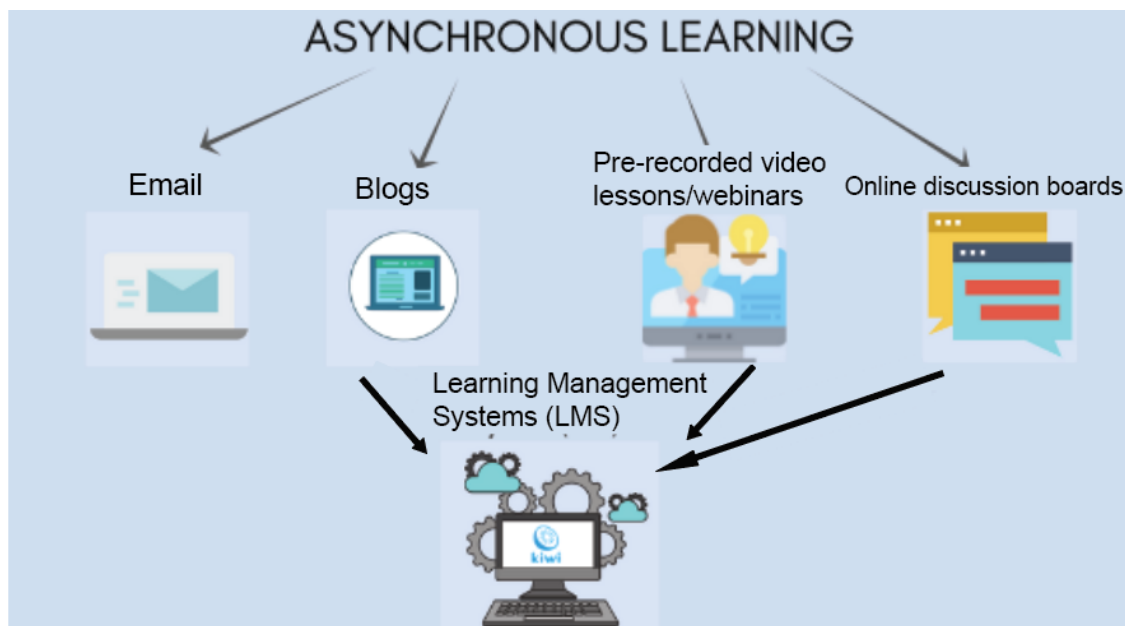 ASYNCHRONOUS LEARNING
Email
Blogs
Pre-recorded video
lessons/webinars
Online discussion boards
Learning Management
Systems (LMS)
kiwi